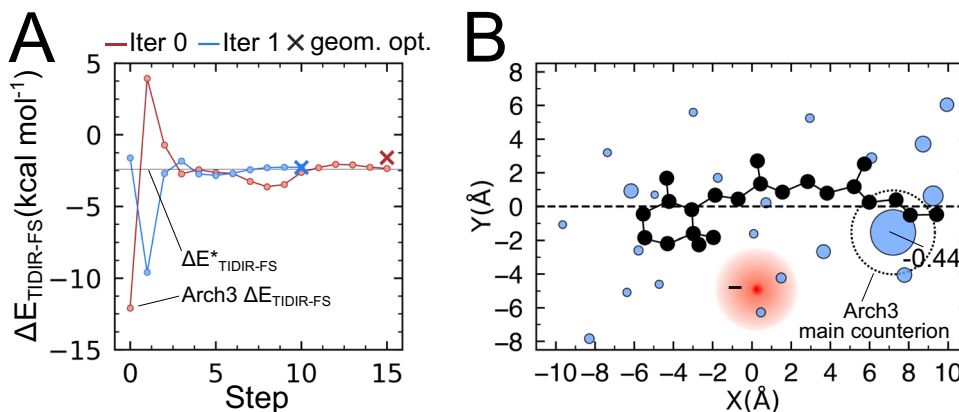 A
B
Iter 0 Iter 1 geom. opt.
ΔE_TIDIR-FS(kcal mol⁻¹)
5
0
−5
−10
−15
ΔE*_TIDIR-FS
Arch3 ΔE_TIDIR-FS
0 5 10 15
Step
Y(Å)
8
6
4
2
0
−2
−4
−6
−8
-0.44
−
Arch3
main counterion
−10 −8 −6 −4 −2 0 2 4 6 8 10
X(Å)